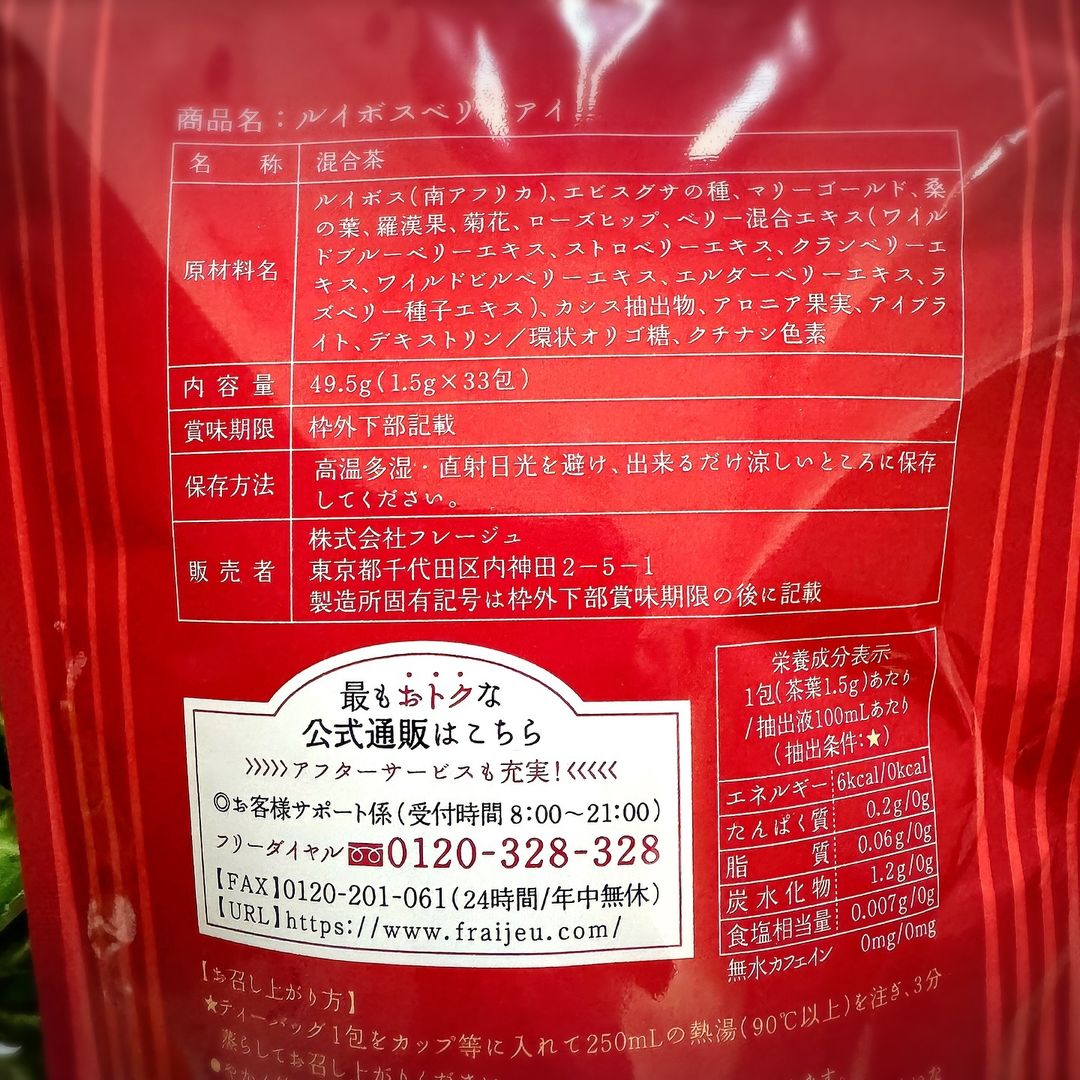 商品名：ルイボスベリ アイ
名称 混合茶
原材料名 ルイボス(南アフリカ)、エビスグサの種、マリーゴールド、桑
の葉、羅漢果、菊花、ローズヒップ、ベリー混合エキス(ワイル
ドブルーベリーエキス、ストロベリーエキス、クランベリーエ
キス、ワイルドビルベリーエキス、エルダーベリーエキス、ラ
ズベリー種子エキス)、カシス抽出物、アロニア果実、アイブラ
イト、デキストリン／環状オリゴ糖、クチナシ色素
内容量 49.5g(1.5g×33包)
賞味期限 枠外下部記載
保存方法 高温多湿・直射日光を避け、出来るだけ涼しいところに保存
してください。
販売者 株式会社フレージュ
東京都千代田区内神田2-5-1
製造所固有記号は枠外下部賞味期限の後に記載
最もおトクな
公式通販はこちら
>>>>>アフターサービスも充実!<<<<<
◎お客様サポート係(受付時間 8:00〜21:00)
フリーダイヤル 0120-328-328
【FAX】0120-201-061(24時間/年中無休)
【URL】https://www.fraijeu.com/
栄養成分表示
1包(茶葉1.5g)あたり
/抽出液100mLあたり
(抽出条件:★)
エネルギー 6kcal/0kcal
たんぱく質 0.2g/0g
脂質 0.06g/0g
炭水化物 1.2g/0g
食塩相当量 0.007g/0g
無水カフェイン 0mg/0mg
【お召し上がり方】
★ティーバッグ1包をカップ等に入れて250mLの熱湯(90℃以上)を注ぎ、3分
蒸らしてお召し上がりください